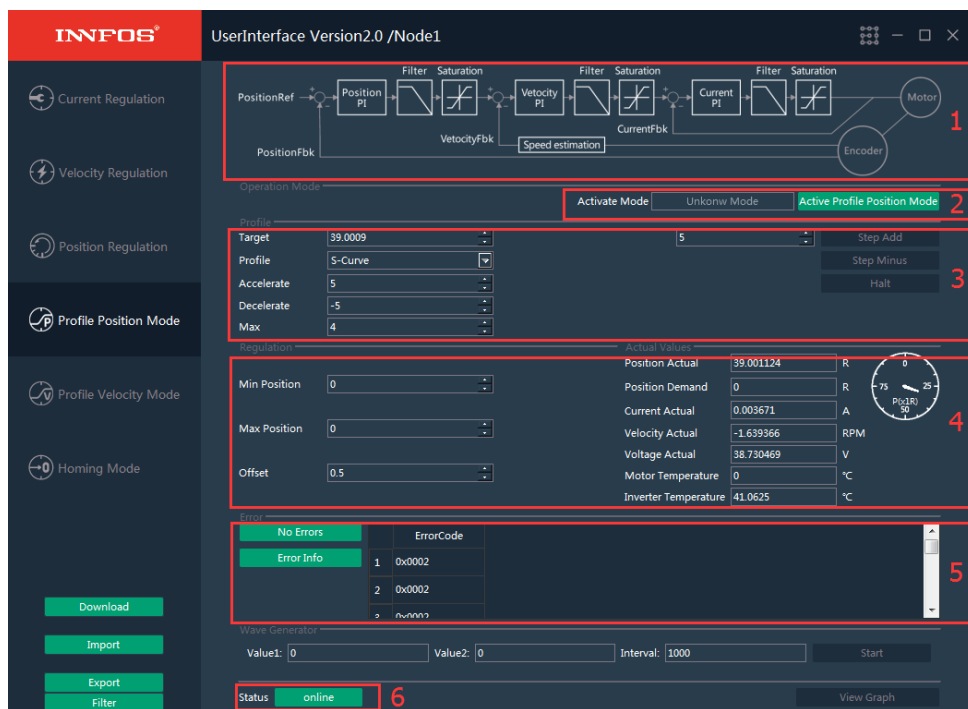 INNFOS®
UserInterface Version2.0 /Node1
Current Regulation
Velocity Regulation
Position Regulation
Profile Position Mode
Profile Velocity Mode
Homing Mode
Download
Import
Export
Filter
Filter Saturation Filter Saturation Filter Saturation
PositionRef
Position PI
Velocity PI
Current PI
Motor
CurrentFbk
VetocityFbk
Speed estimation
PositionFbk
Encoder
1
Operation Mode
Activate Mode Unkonw Mode Active Profile Position Mode
2
Profile
Target 39.0009 5 Step Add
Profile S-Curve Step Minus
Accelerate 5 Halt
Decelerate -5
Max 4
3
Regulation
Min Position 0
Max Position 0
Offset 0.5
Actual Values
Position Actual 39.001124 R
Position Demand 0 R
Current Actual 0.003671 A
Velocity Actual -1.639366 RPM
Voltage Actual 38.730469 V
Motor Temperature 0 °C
Inverter Temperature 41.0625 °C
0
75 25
P(x1R)
50
4
Error
No Errors
Error Info
ErrorCode
1 0x0002
2 0x0002
3 0x0002
5
Wave Generator
Value1: 0 Value2: 0 Interval: 1000 Start
Status online
6
View Graph